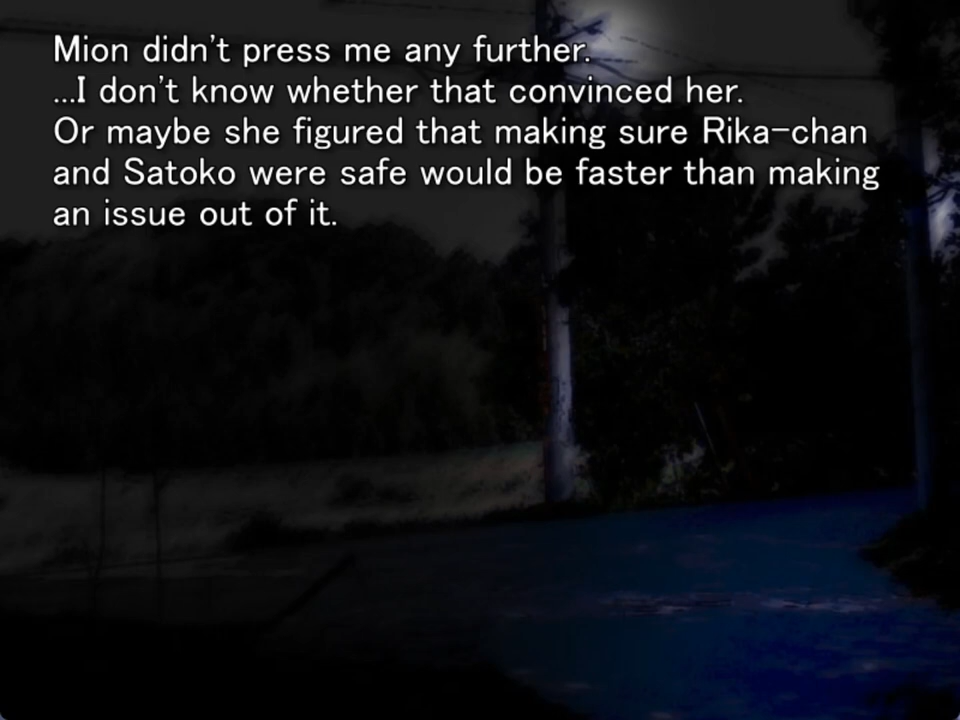 Mion didn't press me any further.
...I don't know whether that convinced her.
Or maybe she figured that making sure Rika-chan
and Satoko were safe would be faster than making
an issue out of it.